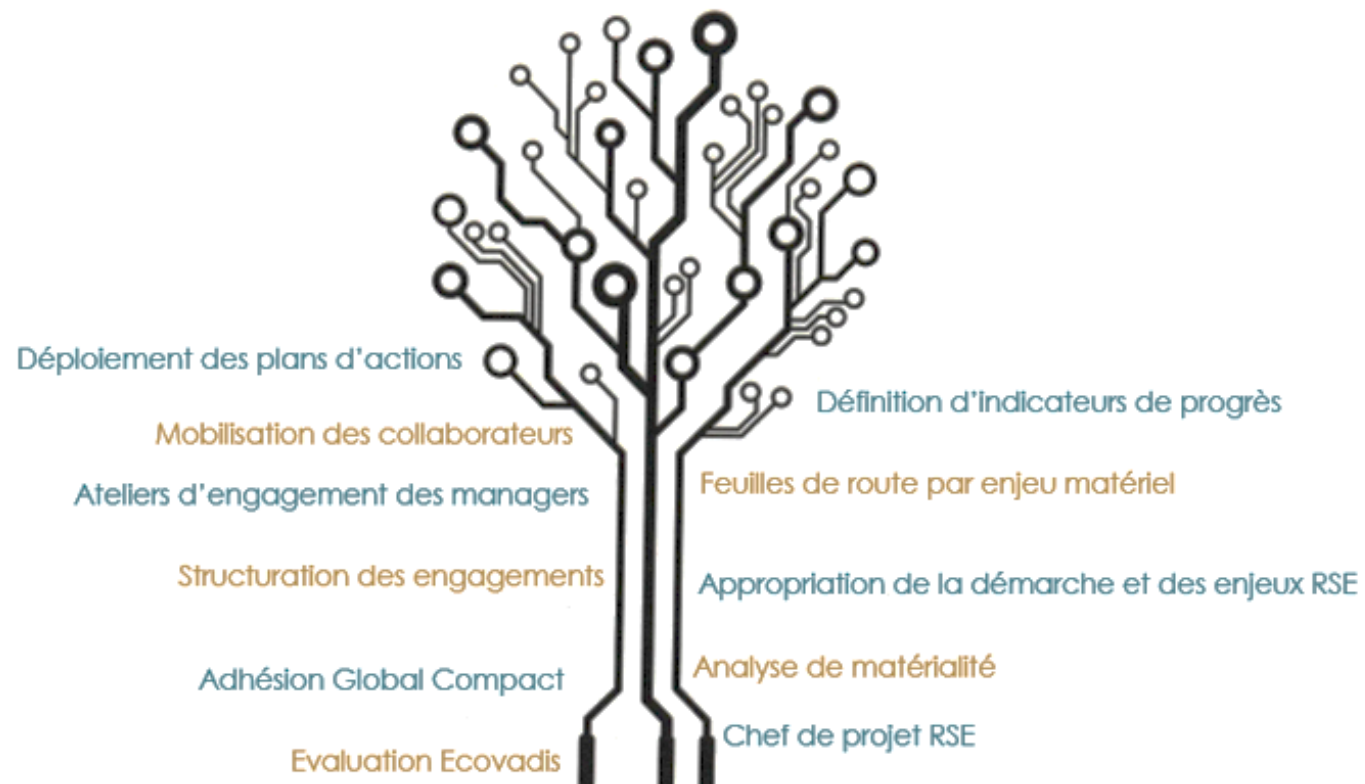 Déploiement des plans d'actions
Définition d'indicateurs de progrès
Mobilisation des collaborateurs
Feuilles de route par enjeu matériel
Ateliers d'engagement des managers
Structuration des engagements
Appropriation de la démarche et des enjeux RSE
Analyse de matérialité
Adhésion Global Compact
Chef de projet RSE
Evaluation Ecovadis